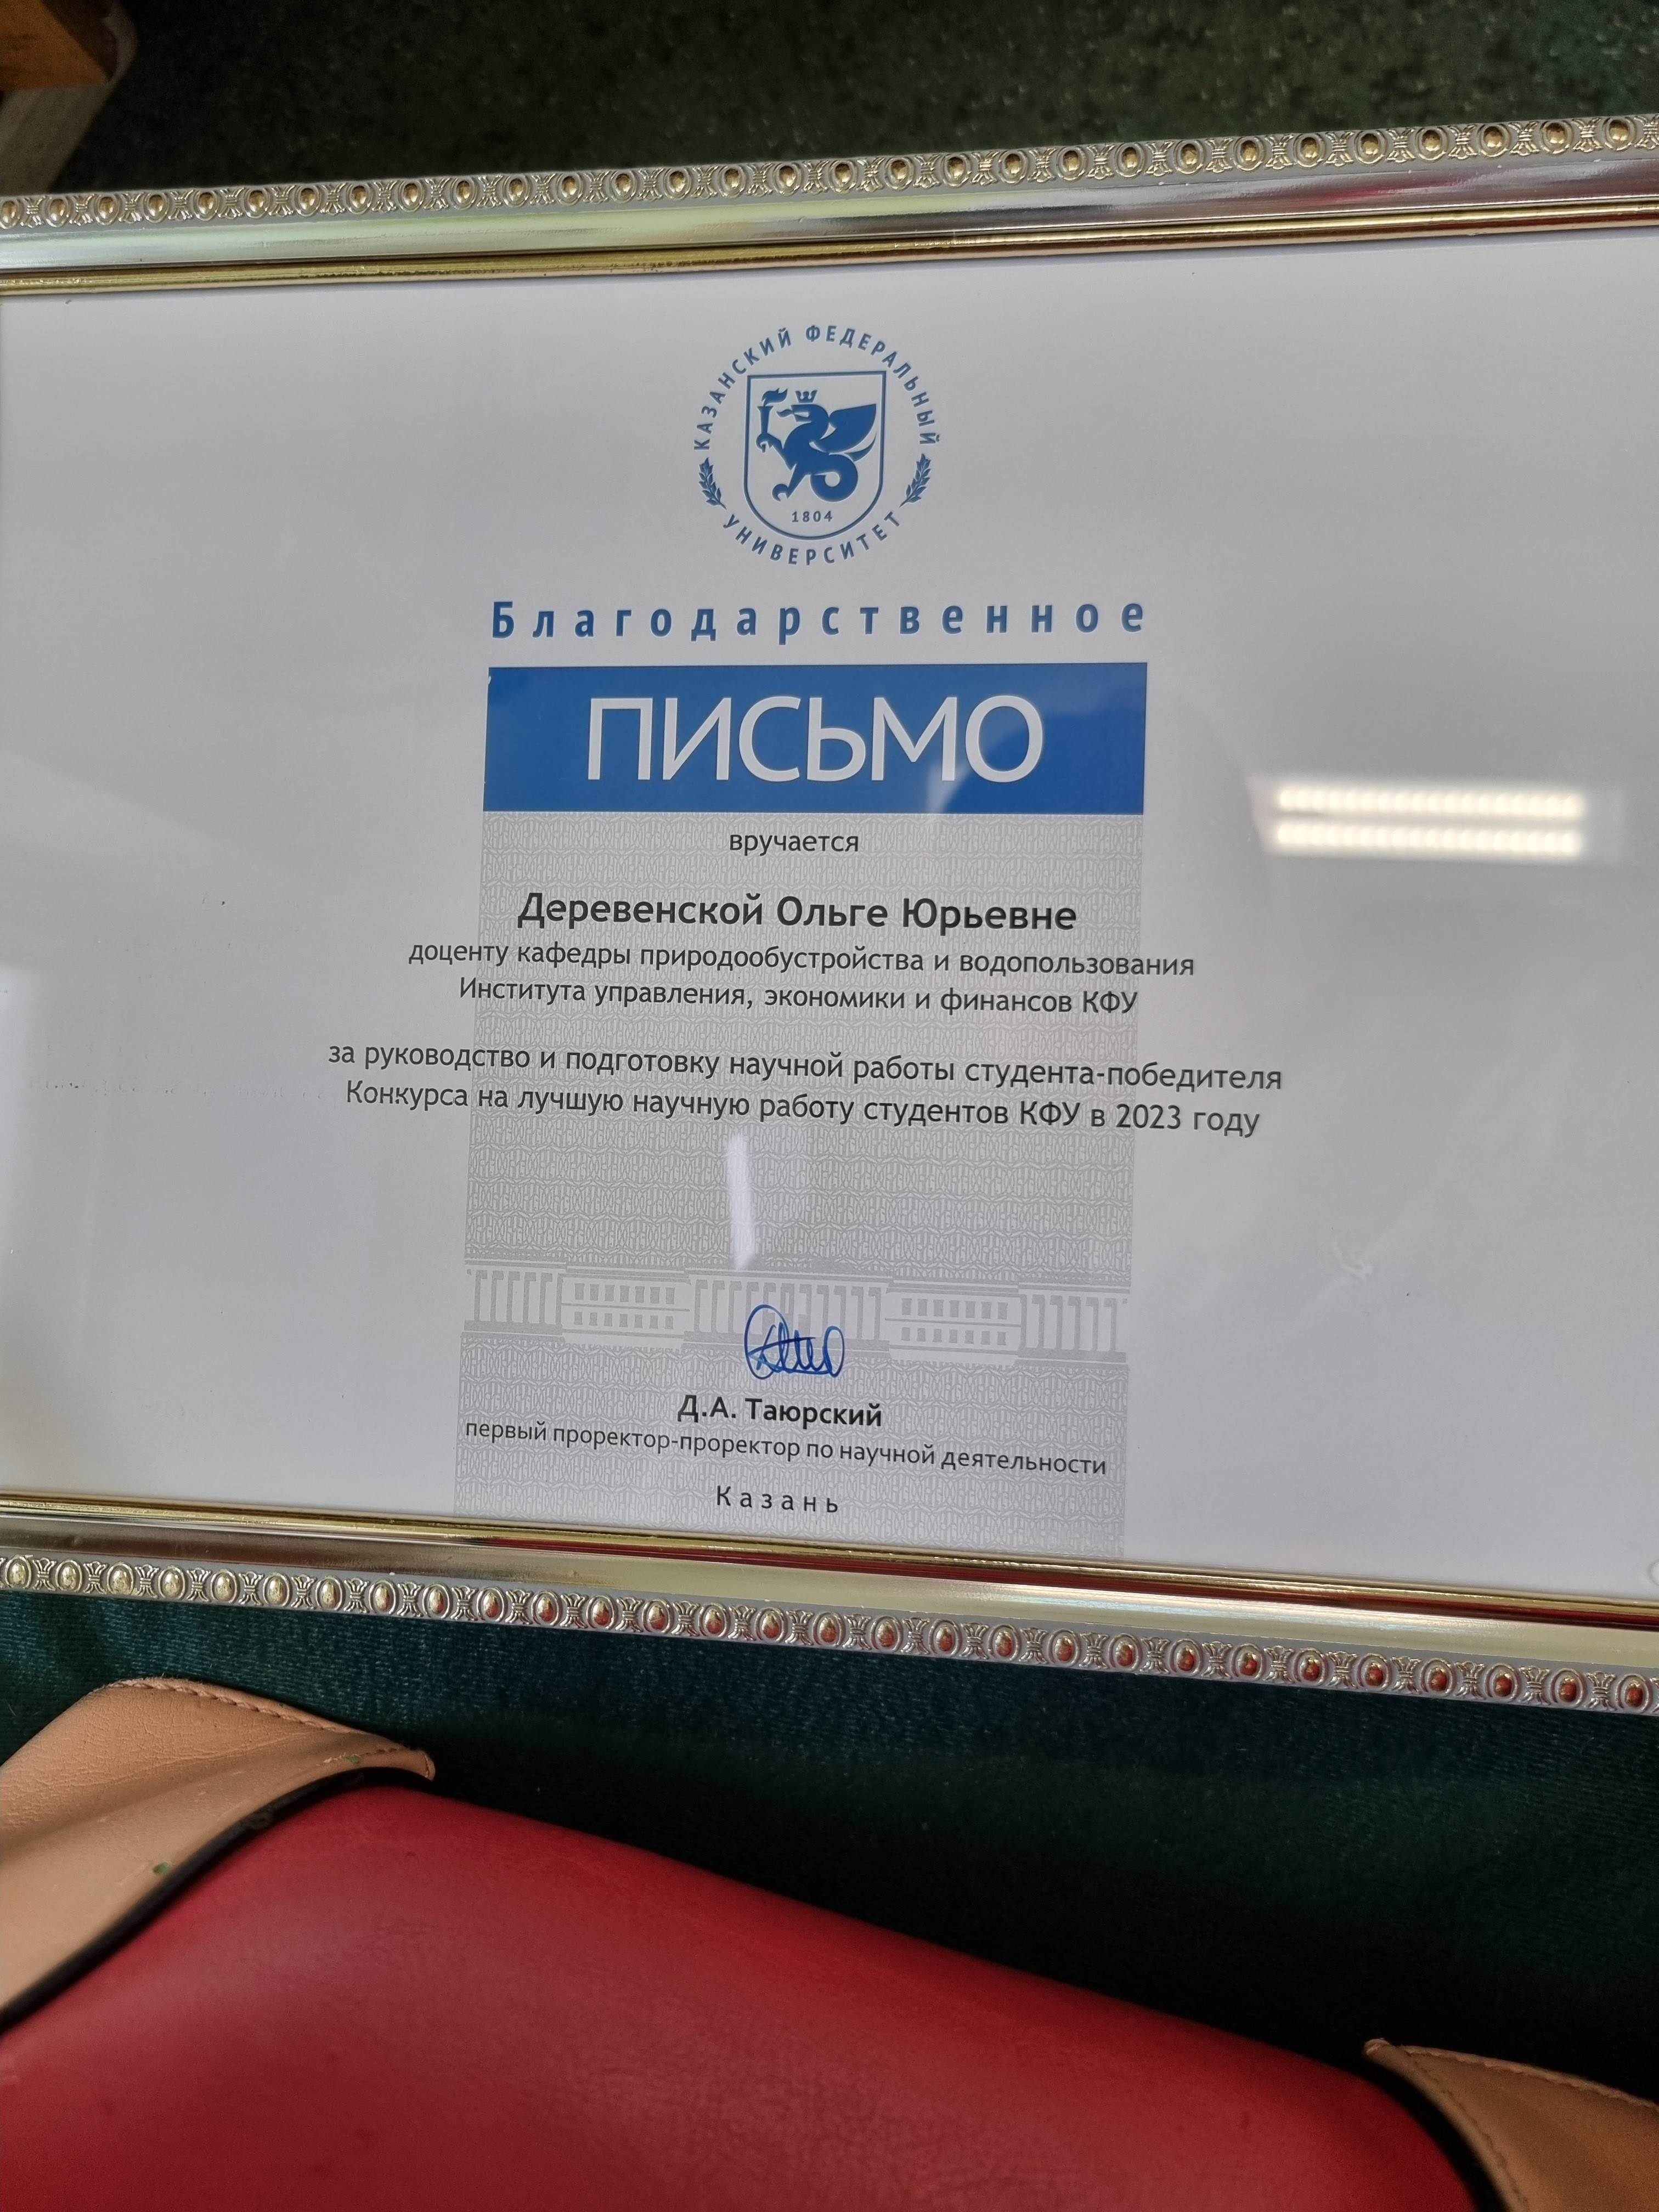 КАЗАНСКИЙ ФЕДЕРАЛЬНЫЙ
УНИВЕРСИТЕТ
1804
Благодарственное
ПИСЬМО
вручается
Деревенской Ольге Юрьевне
доценту кафедры природообустройства и водопользования
Института управления, экономики и финансов КФУ
за руководство и подготовку научной работы студента-победителя
Конкурса на лучшую научную работу студентов КФУ в 2023 году
Д.А. Таюрский
первый проректор-проректор по научной деятельности
Казань